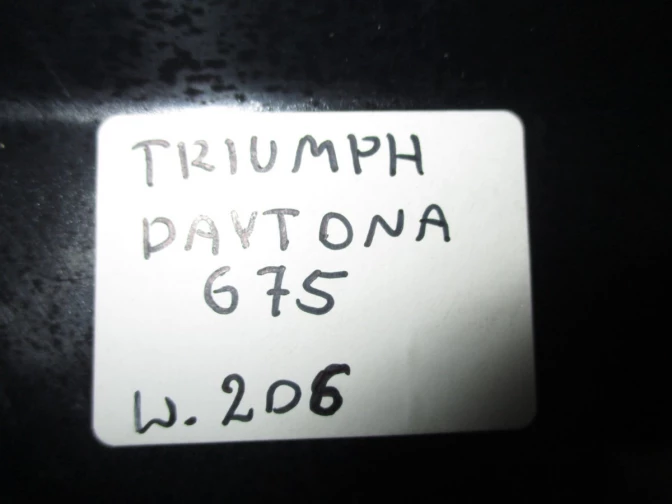 TRIUMPH
DAYTONA
675
W. 206